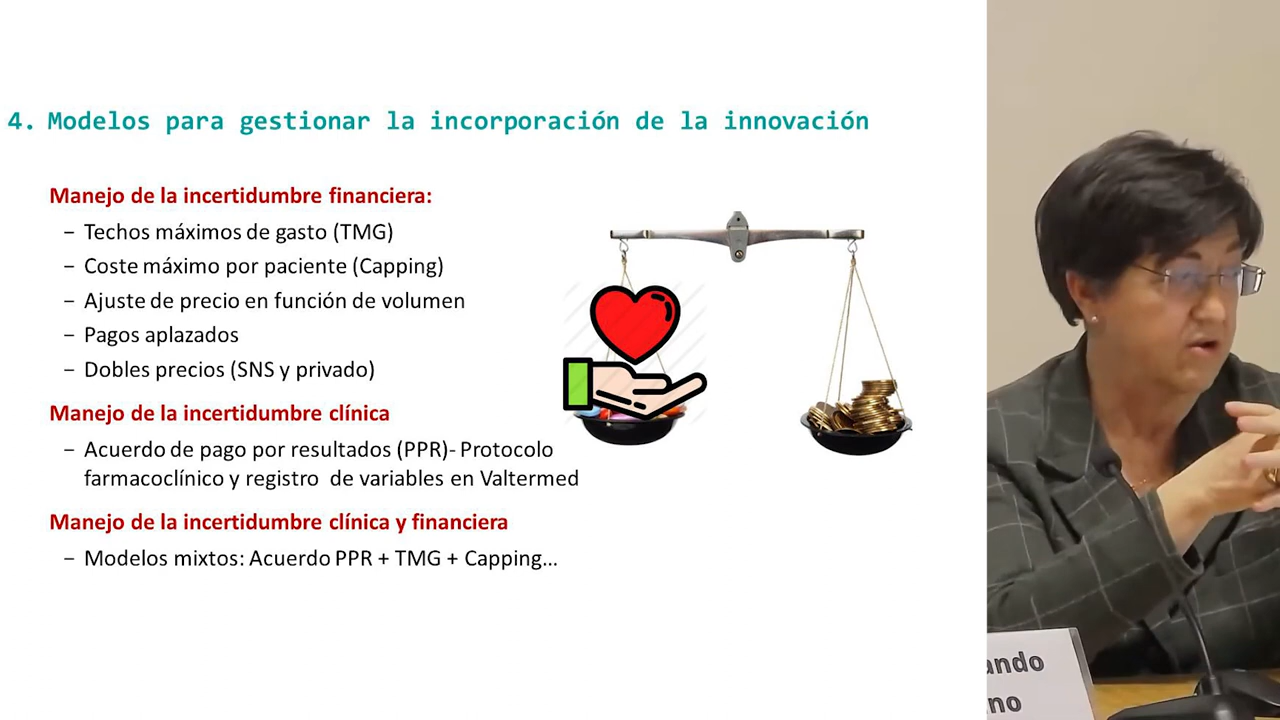 4. Modelos para gestionar la incorporación de la innovación
Manejo de la incertidumbre financiera:
– Techos máximos de gasto (TMG)
– Coste máximo por paciente (Capping)
– Ajuste de precio en función de volumen
– Pagos aplazados
– Dobles precios (SNS y privado)
Manejo de la incertidumbre clínica
– Acuerdo de pago por resultados (PPR)- Protocolo
farmacoclínico y registro de variables en Valtermed
Manejo de la incertidumbre clínica y financiera
– Modelos mixtos: Acuerdo PPR + TMG + Capping...